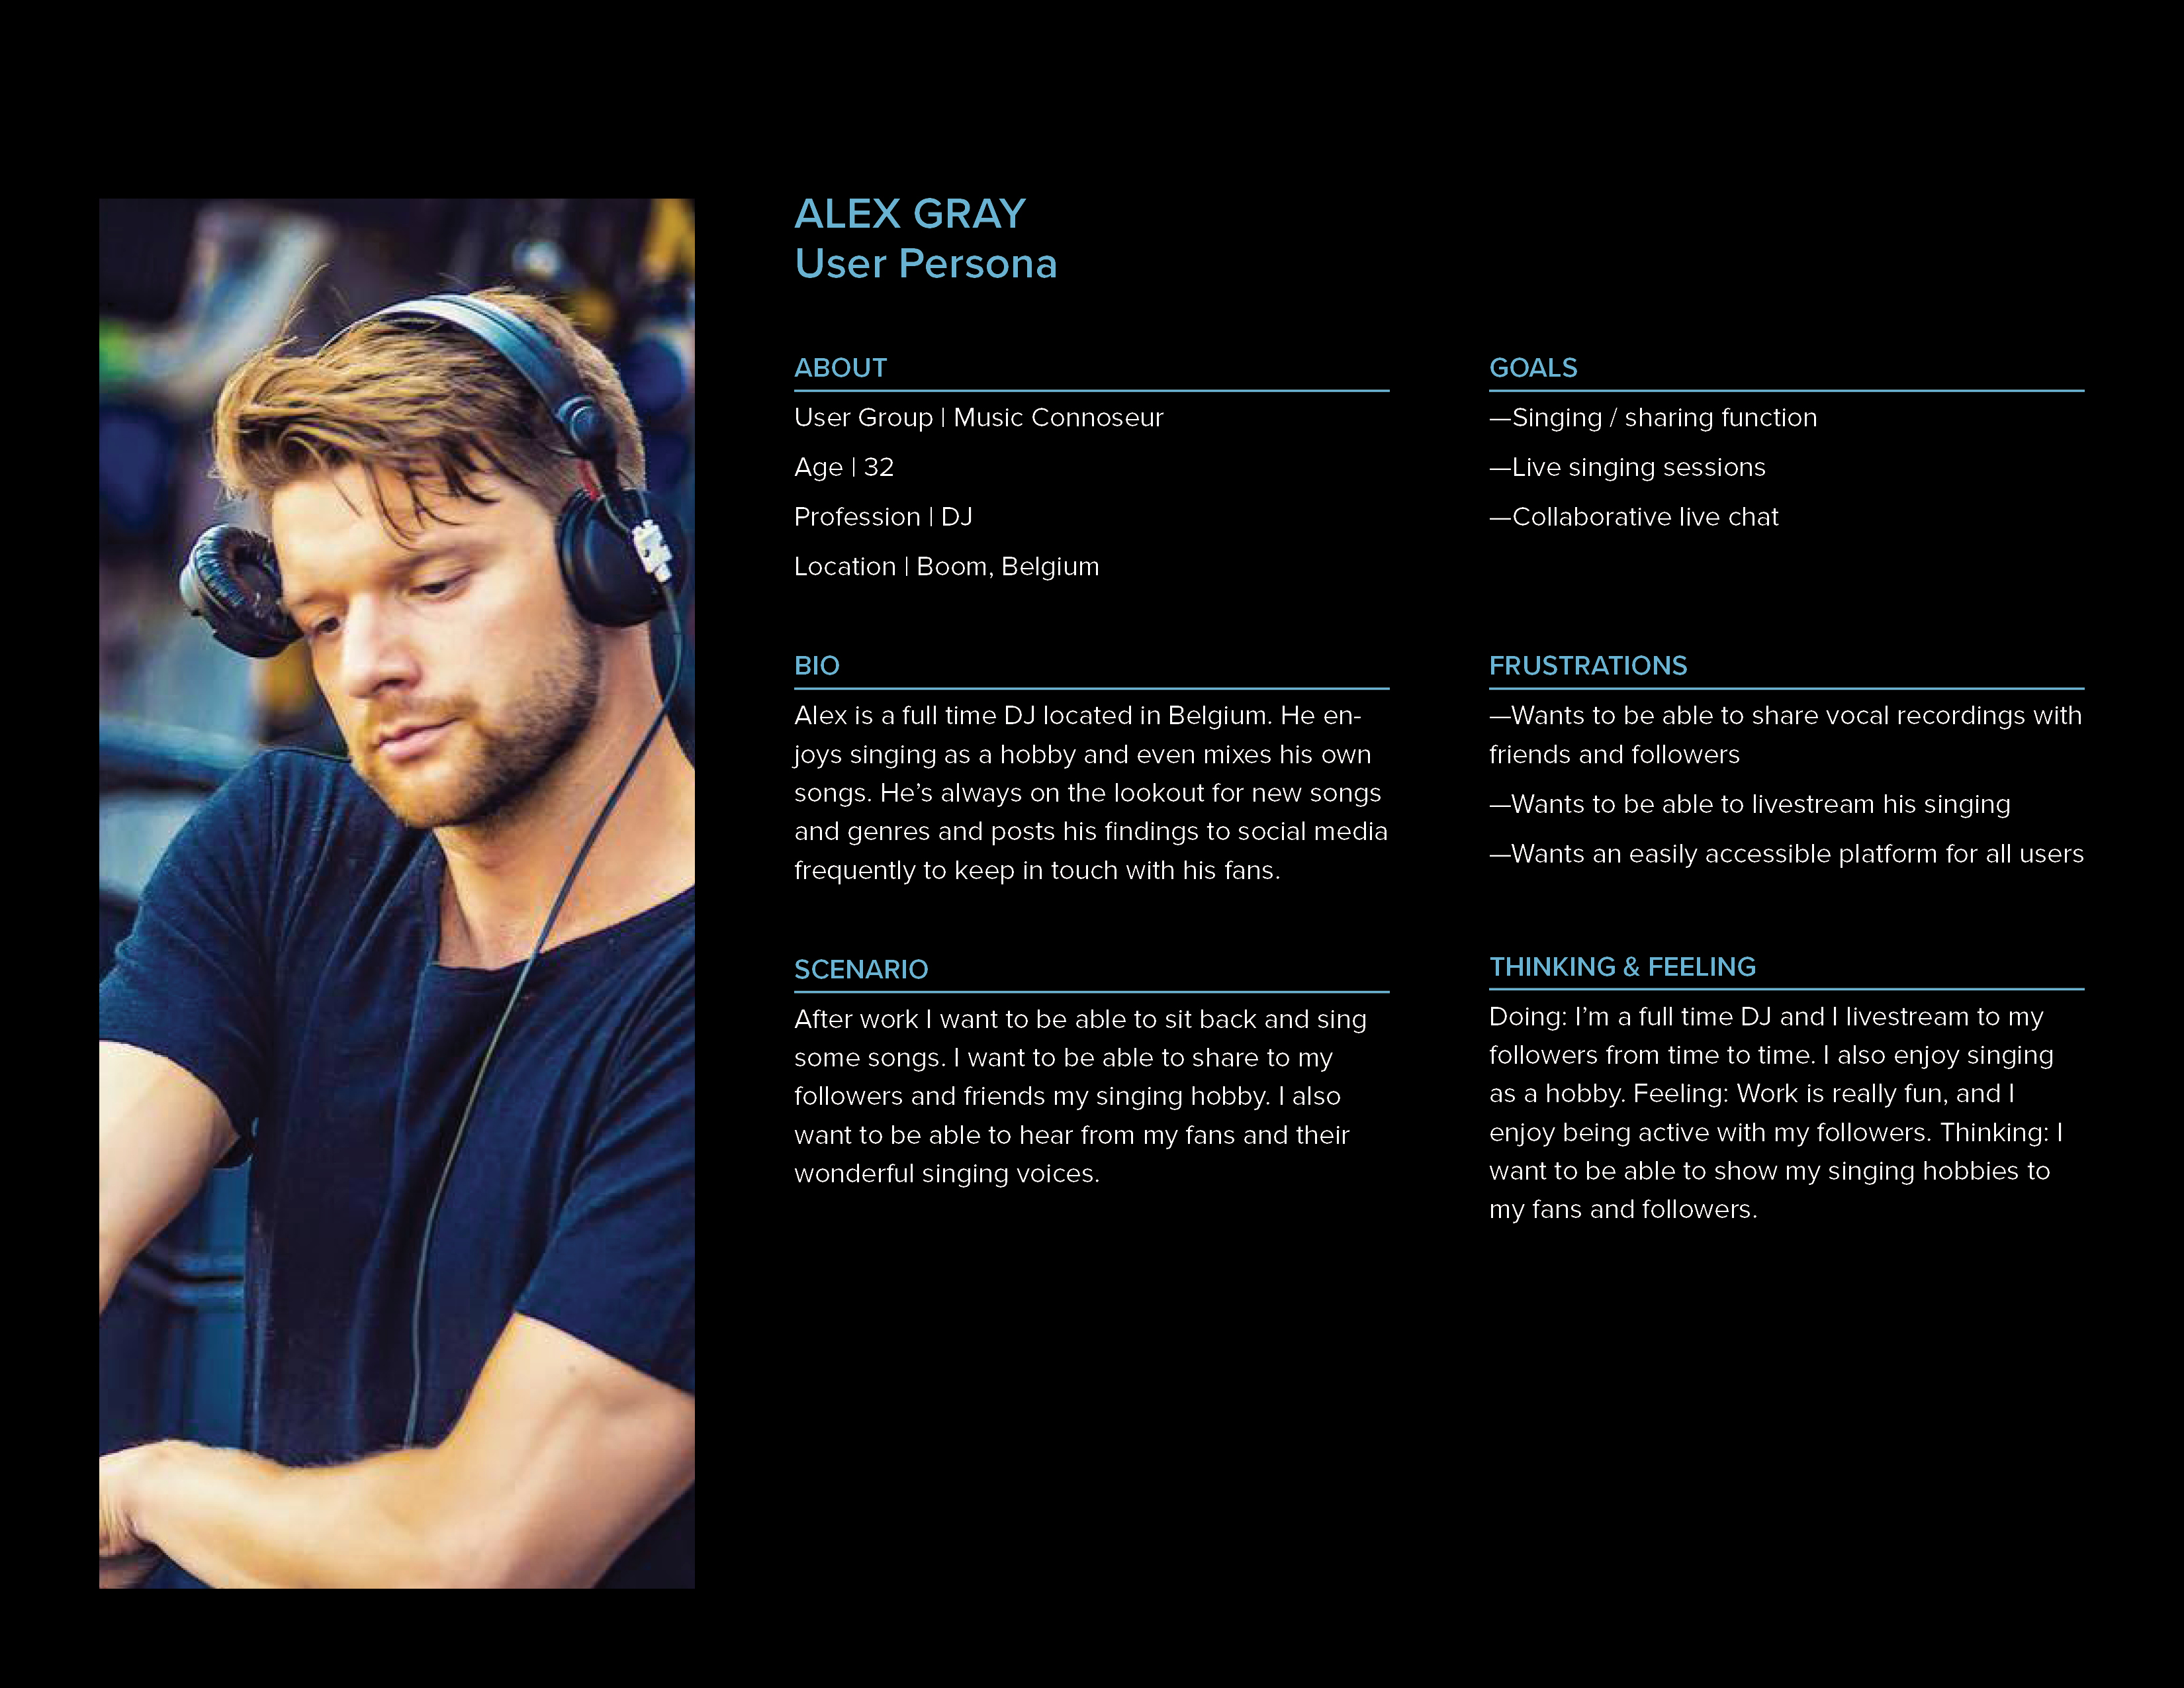 ALEX GRAY
User Persona
ABOUT
User Group | Music Connoseur
Age | 32
Profession | DJ
Location | Boom, Belgium
BIO
Alex is a full time DJ located in Belgium. He en-
joys singing as a hobby and even mixes his own
songs. He’s always on the lookout for new songs
and genres and posts his findings to social media
frequently to keep in touch with his fans.
SCENARIO
After work I want to be able to sit back and sing
some songs. I want to be able to share to my
followers and friends my singing hobby. I also
want to be able to hear from my fans and their
wonderful singing voices.
GOALS
—Singing / sharing function
—Live singing sessions
—Collaborative live chat
FRUSTRATIONS
—Wants to be able to share vocal recordings with
friends and followers
—Wants to be able to livestream his singing
—Wants an easily accessible platform for all users
THINKING & FEELING
Doing: I’m a full time DJ and I livestream to my
followers from time to time. I also enjoy singing
as a hobby. Feeling: Work is really fun, and I
enjoy being active with my followers. Thinking: I
want to be able to show my singing hobbies to
my fans and followers.